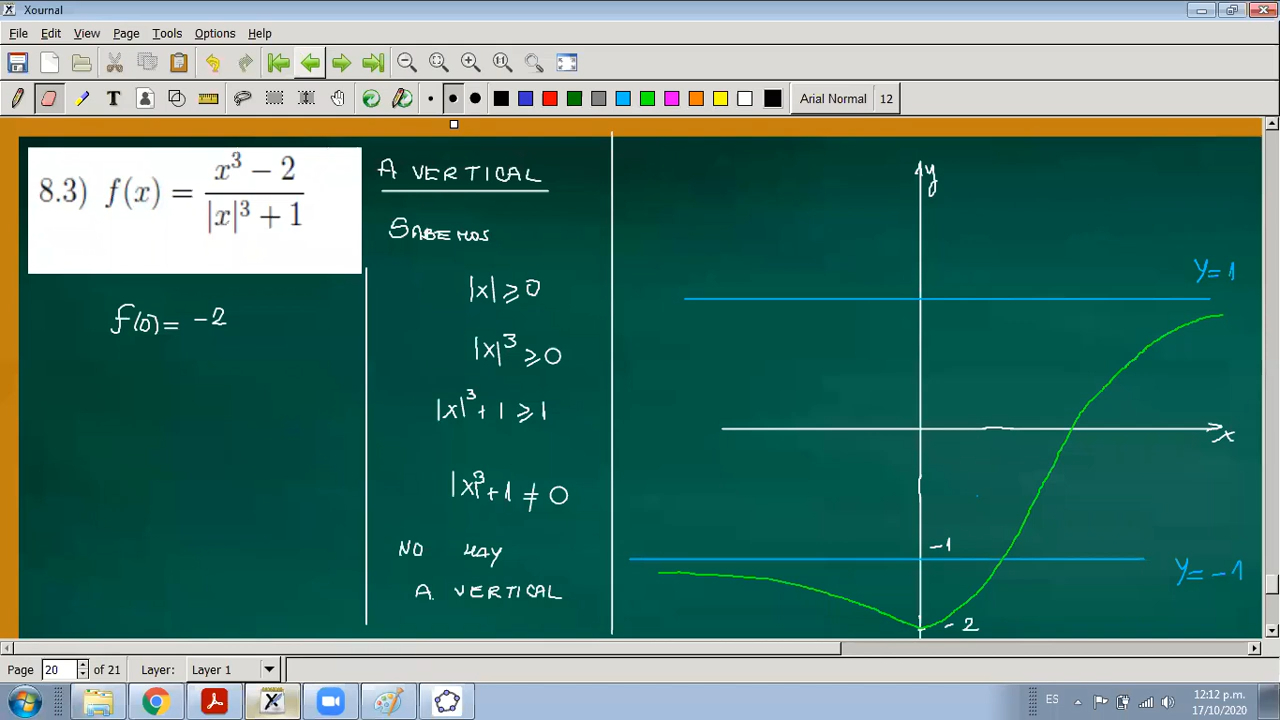 Xournal
File Edit View Page Tools Options Help
Arial Normal 12
8.3) f(x) = (x³ − 2) / (|x|³ + 1)
f(0) = −2
A VERTICAL
SABEMOS
|x| ⩾ 0
|x|³ ⩾ 0
|x|³ + 1 ⩾ 1
|x|³ + 1 ≠ 0
NO HAY
A. VERTICAL
y
y = 1
x
−1
y = −1
−2
Page 20 of 21 Layer: Layer 1
ES 12:12 p.m.
17/10/2020